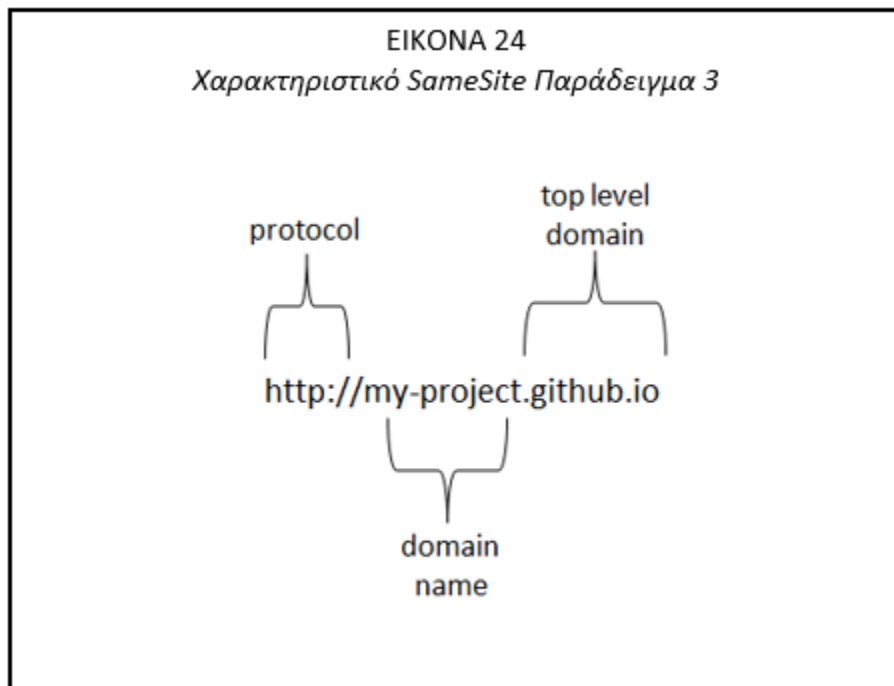 ΕΙΚΟΝΑ 24
Χαρακτηριστικό SameSite Παράδειγμα 3
top level
domain
protocol
http://my-project.github.io
domain
name